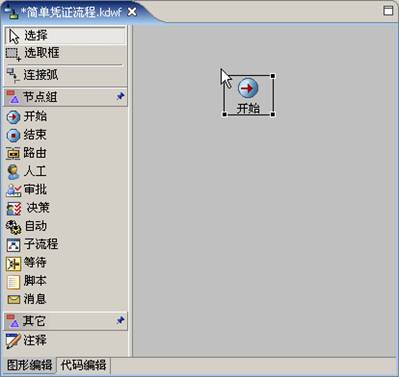 *简单凭证流程.kdwf
选择
选取框
连接弧
节点组
开始
结束
路由
人工
审批
决策
自动
子流程
等待
脚本
消息
其它
注释
开始
图形编辑 代码编辑